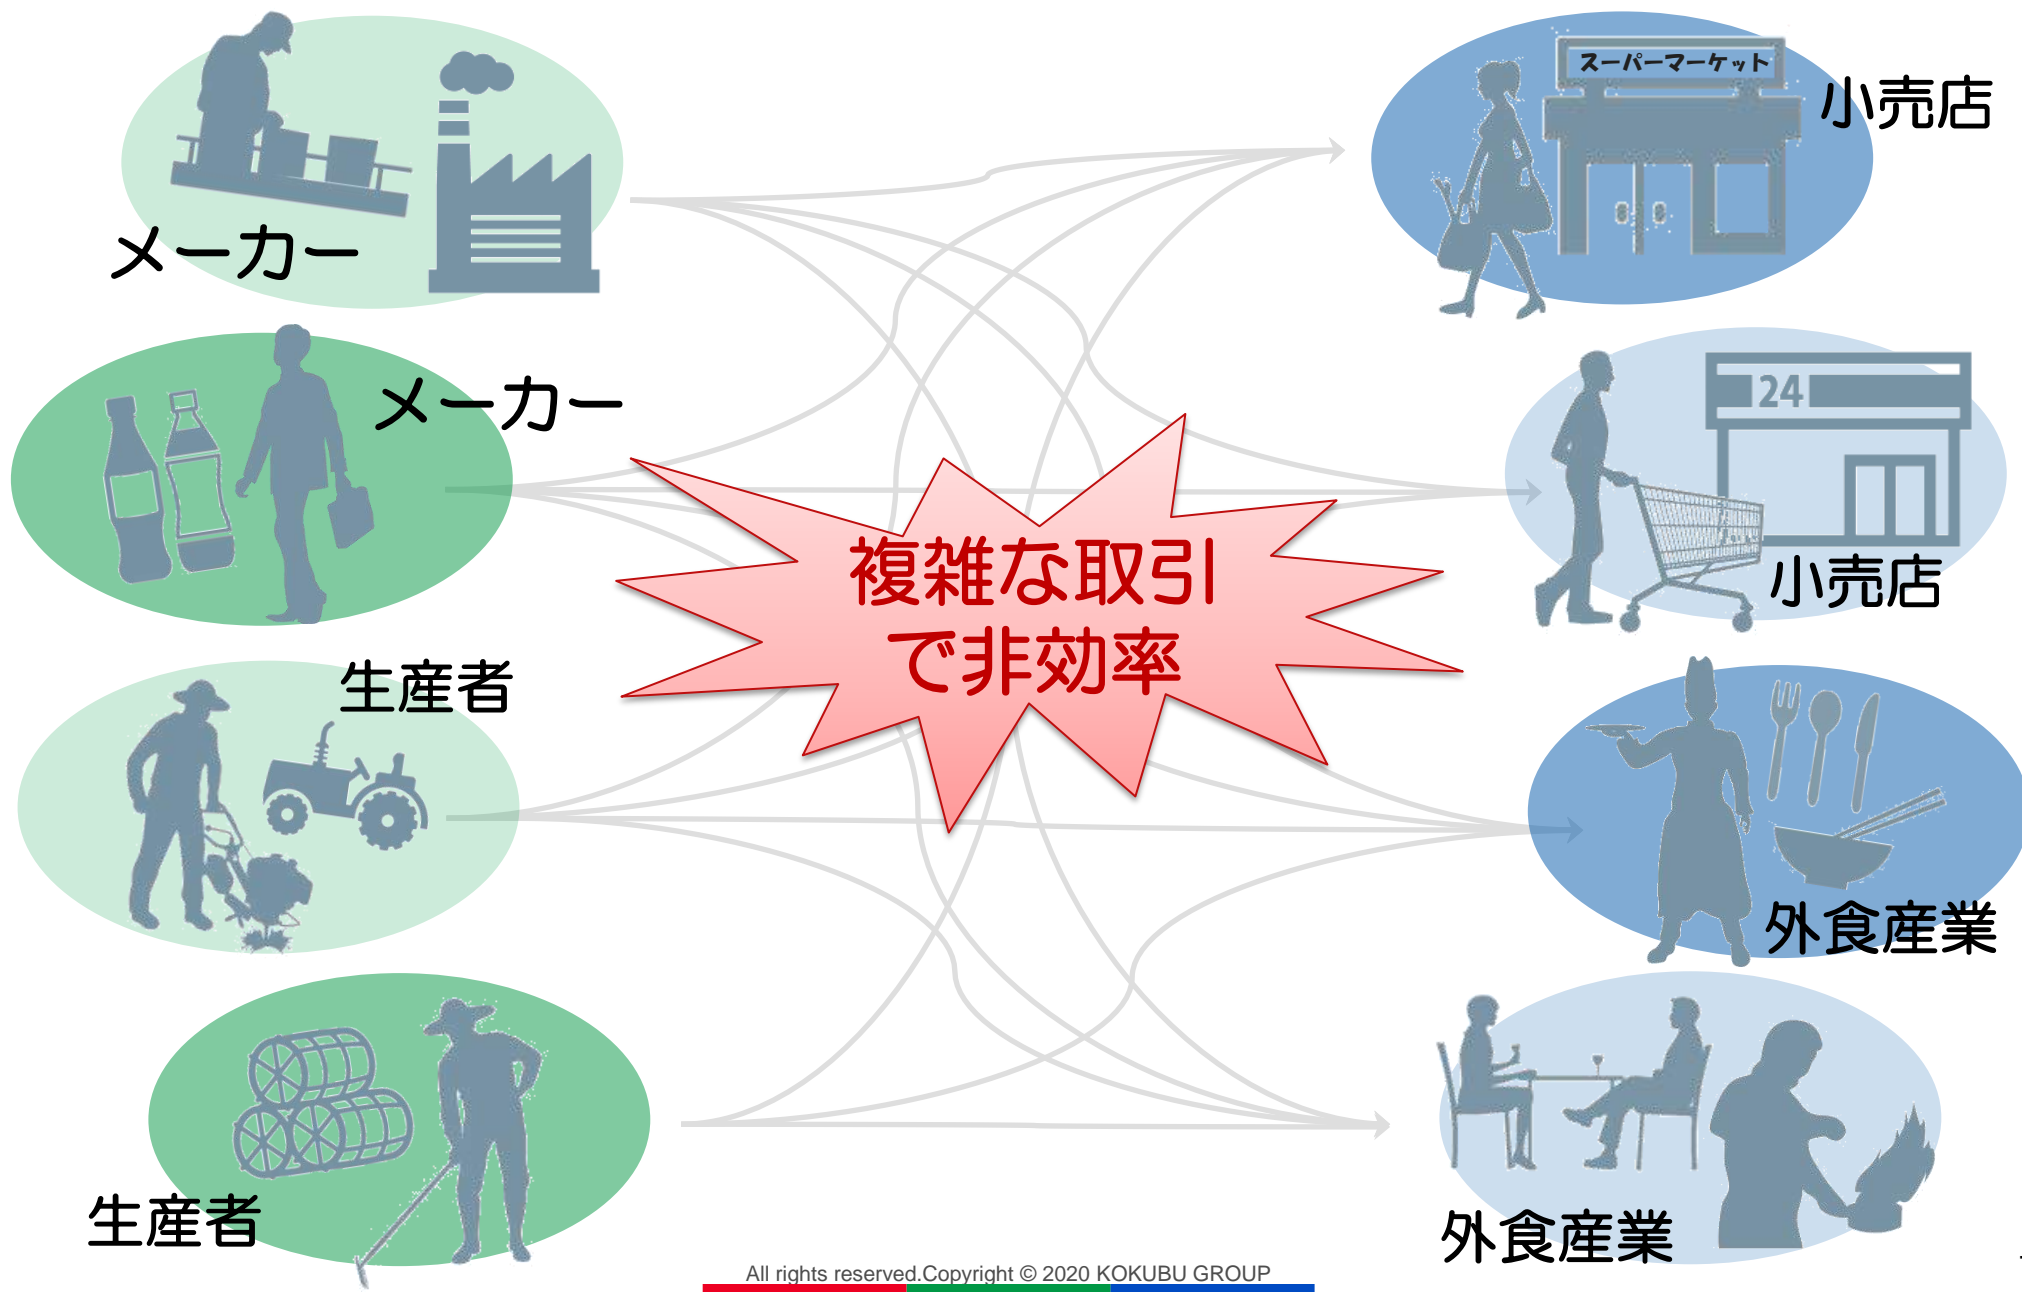 スーパーマーケット
小売店
メーカー
メーカー
24
小売店
複雑な取引
で非効率
生産者
外食産業
生産者
外食産業
All rights reserved.Copyright © 2020 KOKUBU GROUP